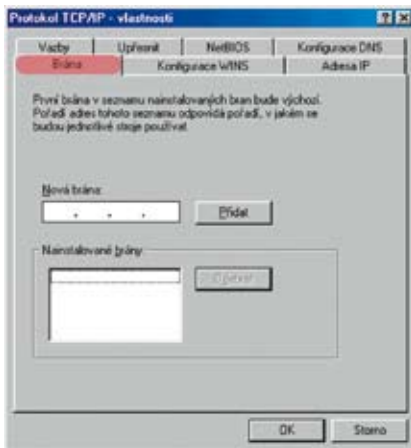 Protokol TCP/IP - vlastnosti
Vazby Upřesnit NetBIOS Konfigurace DNS
Brána Konfigurace WINS Adresa IP
První brána v seznamu nainstalovaných bran bude výchozí.
Pořadí adres tohoto seznamu odpovídá pořadí, v jakém se
budou jednotlivé stroje používat.
Nová brána:
. . . Přidat
Nainstalované brány:
OK Storno